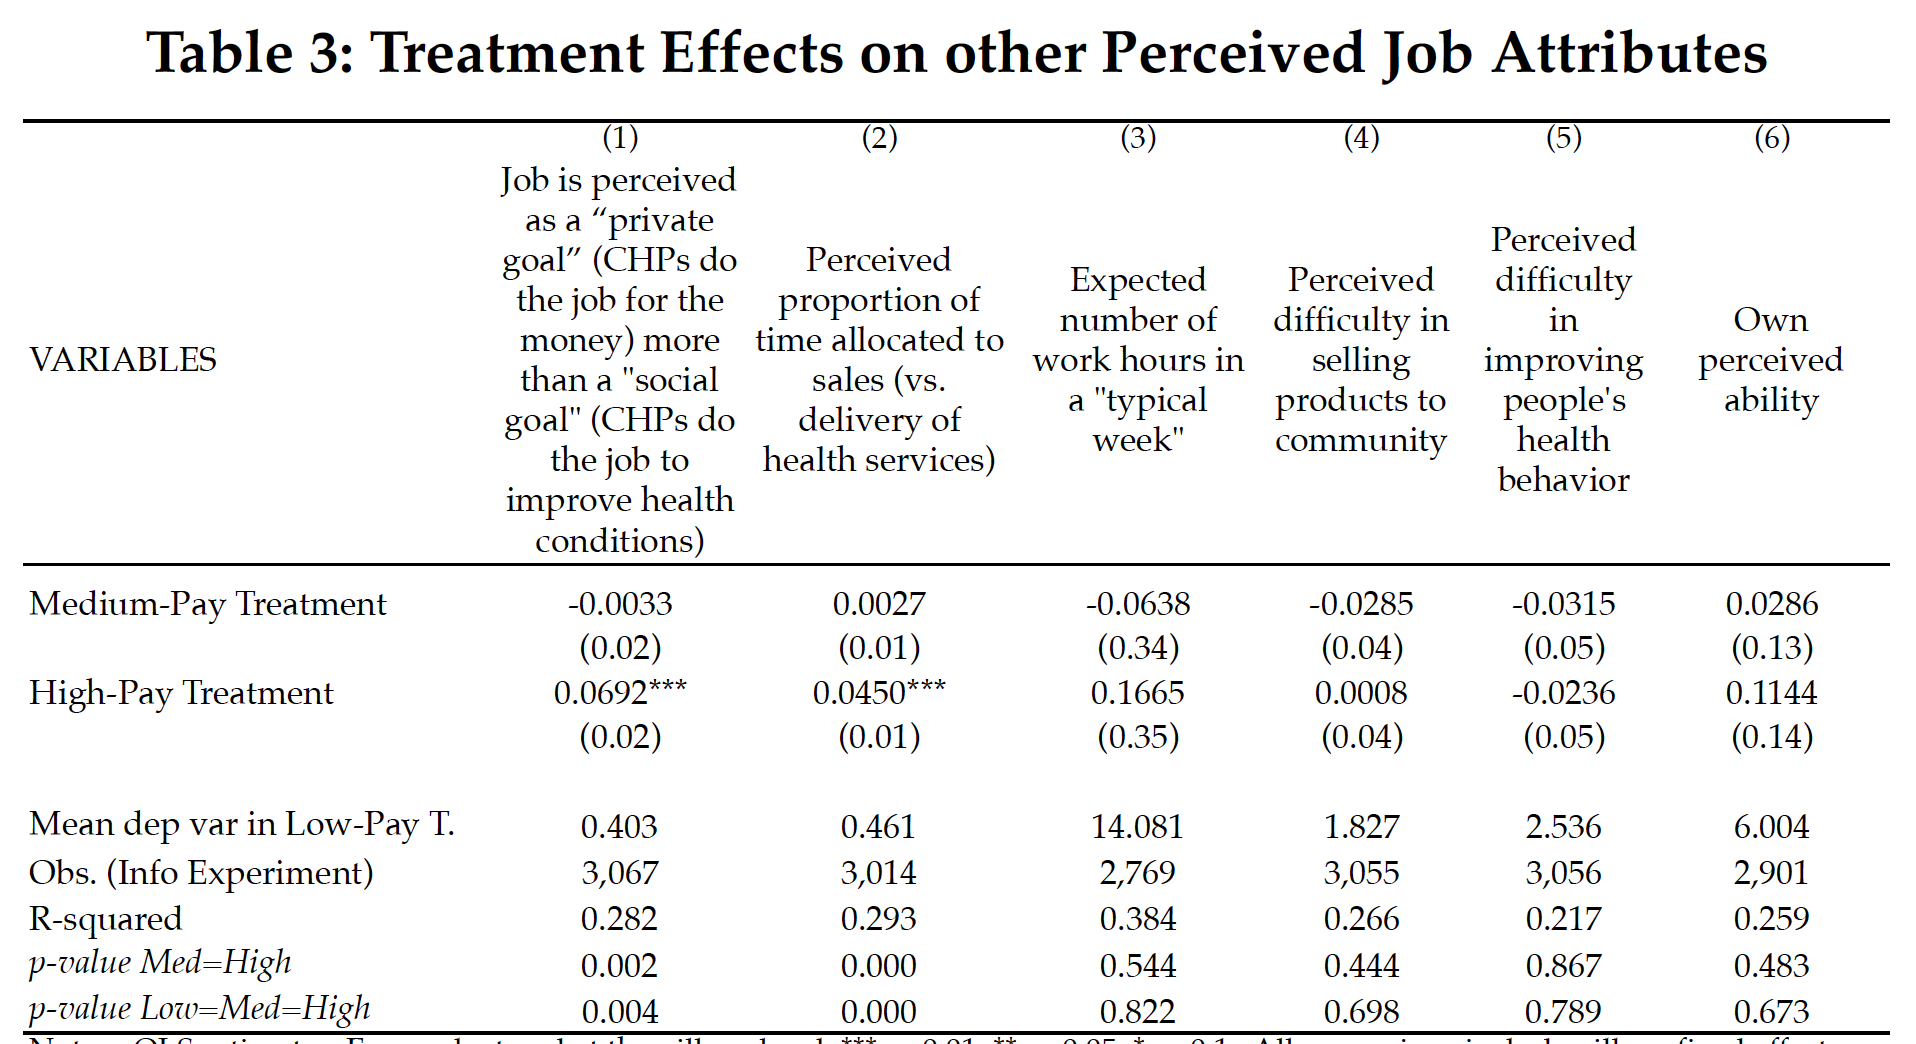 Table 3: Treatment Effects on other Perceived Job Attributes
(1) (2) (3) (4) (5) (6)
VARIABLES
Job is perceived
as a “private
goal” (CHPs do
the job for the
money) more
than a "social
goal" (CHPs do
the job to
improve health
conditions)
Perceived
proportion of
time allocated to
sales (vs.
delivery of
health services)
Expected
number of
work hours in
a "typical
week"
Perceived
difficulty in
selling
products to
community
Perceived
difficulty
in
improving
people's
health
behavior
Own
perceived
ability
Medium-Pay Treatment -0.0033 0.0027 -0.0638 -0.0285 -0.0315 0.0286
(0.02) (0.01) (0.34) (0.04) (0.05) (0.13)
High-Pay Treatment 0.0692*** 0.0450*** 0.1665 0.0008 -0.0236 0.1144
(0.02) (0.01) (0.35) (0.04) (0.05) (0.14)
Mean dep var in Low-Pay T. 0.403 0.461 14.081 1.827 2.536 6.004
Obs. (Info Experiment) 3,067 3,014 2,769 3,055 3,056 2,901
R-squared 0.282 0.293 0.384 0.266 0.217 0.259
p-value Med=High 0.002 0.000 0.544 0.444 0.867 0.483
p-value Low=Med=High 0.004 0.000 0.822 0.698 0.789 0.673